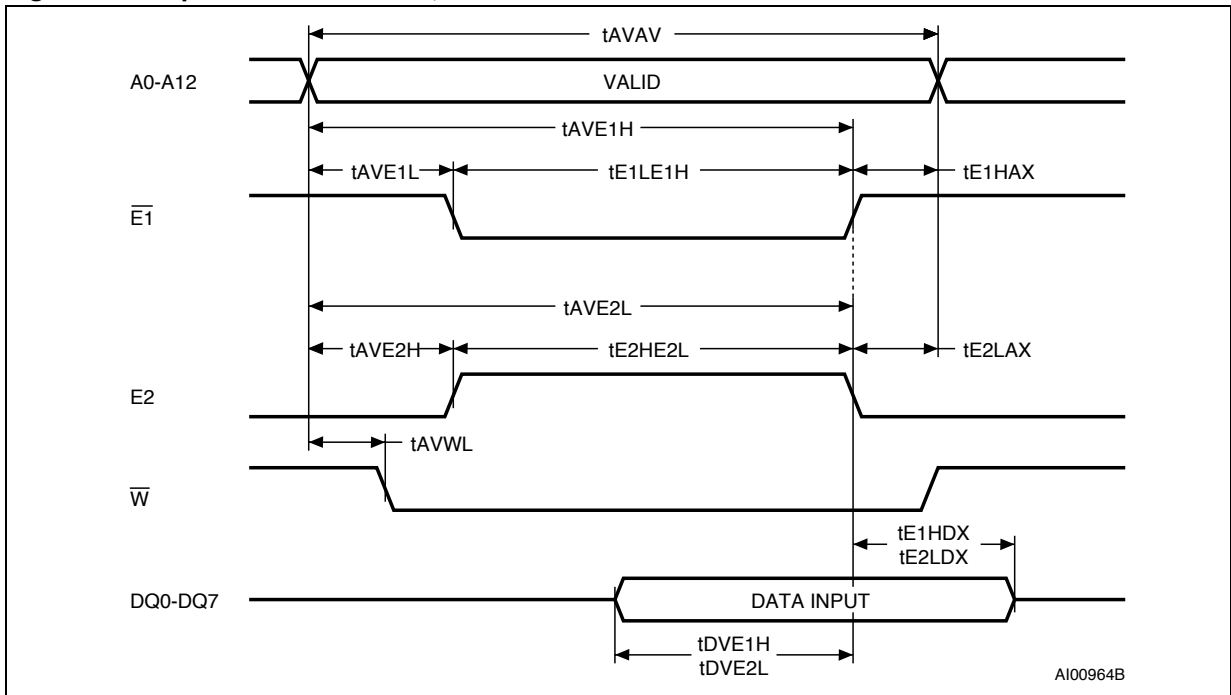 tAVAV
A0-A12
VALID
tAVE1H
tAVE1L
tE1LE1H
tE1HAX
E1
tAVE2L
tAVE2H
tE2HE2L
tE2LAX
E2
tAVWL
W
tE1HDX
tE2LDX
DQ0-DQ7
DATA INPUT
tDVE1H
tDVE2L
AI00964B